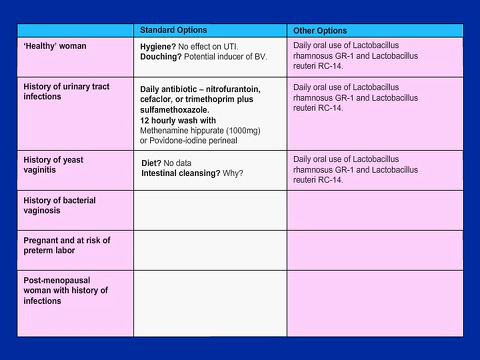 Standard Options
Other Options
‘Healthy’ woman
Hygiene? No effect on UTI.
Douching? Potential inducer of BV.
Daily oral use of Lactobacillus
rhamnosus GR-1 and Lactobacillus
reuteri RC-14.
History of urinary tract
infections
Daily antibiotic – nitrofurantoin,
cefaclor, or trimethoprim plus
sulfamethoxazole.
12 hourly wash with
Methenamine hippurate (1000mg)
or Povidone-iodine perineal
Daily oral use of Lactobacillus
rhamnosus GR-1 and Lactobacillus
reuteri RC-14.
History of yeast
vaginitis
Diet? No data
Intestinal cleansing? Why?
Daily oral use of Lactobacillus
rhamnosus GR-1 and Lactobacillus
reuteri RC-14.
History of bacterial
vaginosis
Pregnant and at risk of
preterm labor
Post-menopausal
woman with history of
infections